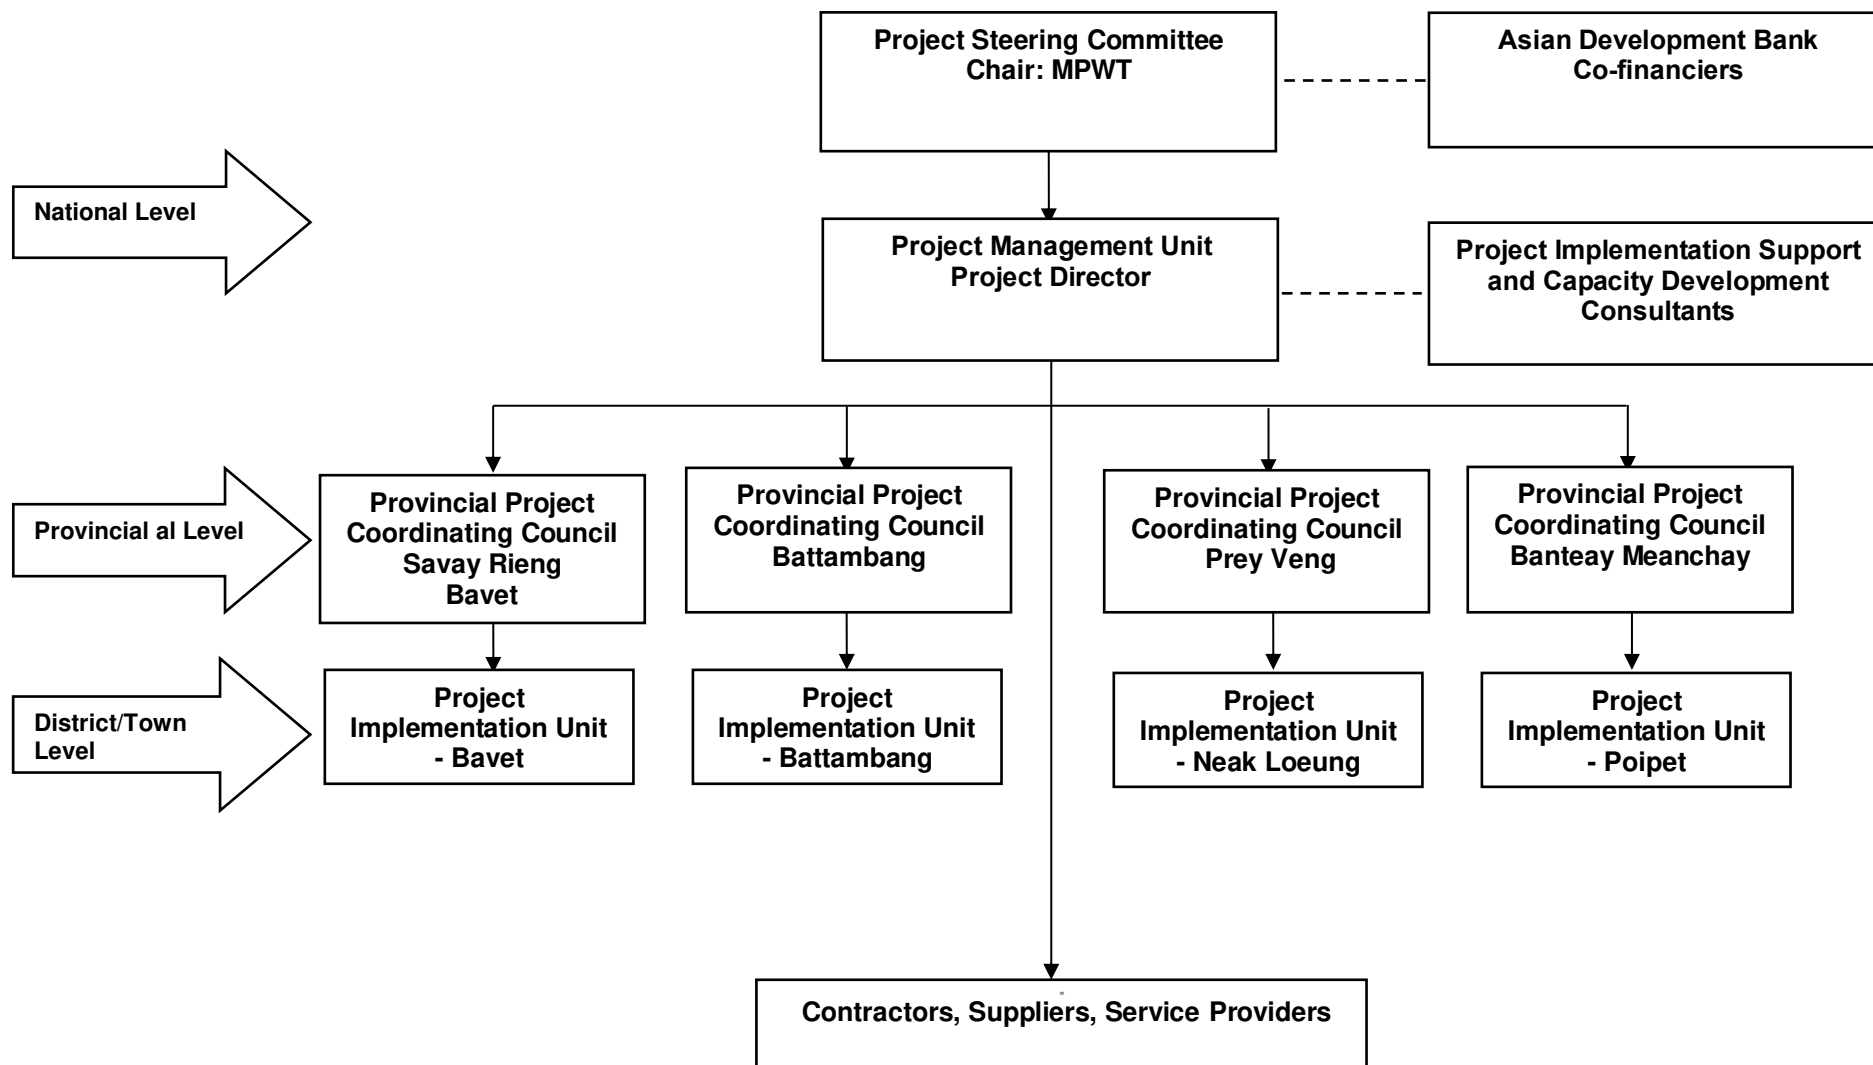 Project Steering Committee
Chair: MPWT
Asian Development Bank
Co-financiers
National Level
Project Management Unit
Project Director
Project Implementation Support
and Capacity Development
Consultants
Provincial al Level
Provincial Project
Coordinating Council
Savay Rieng
Bavet
Provincial Project
Coordinating Council
Battambang
Provincial Project
Coordinating Council
Prey Veng
Provincial Project
Coordinating Council
Banteay Meanchay
District/Town
Level
Project
Implementation Unit
- Bavet
Project
Implementation Unit
- Battambang
Project
Implementation Unit
- Neak Loeung
Project
Implementation Unit
- Poipet
Contractors, Suppliers, Service Providers